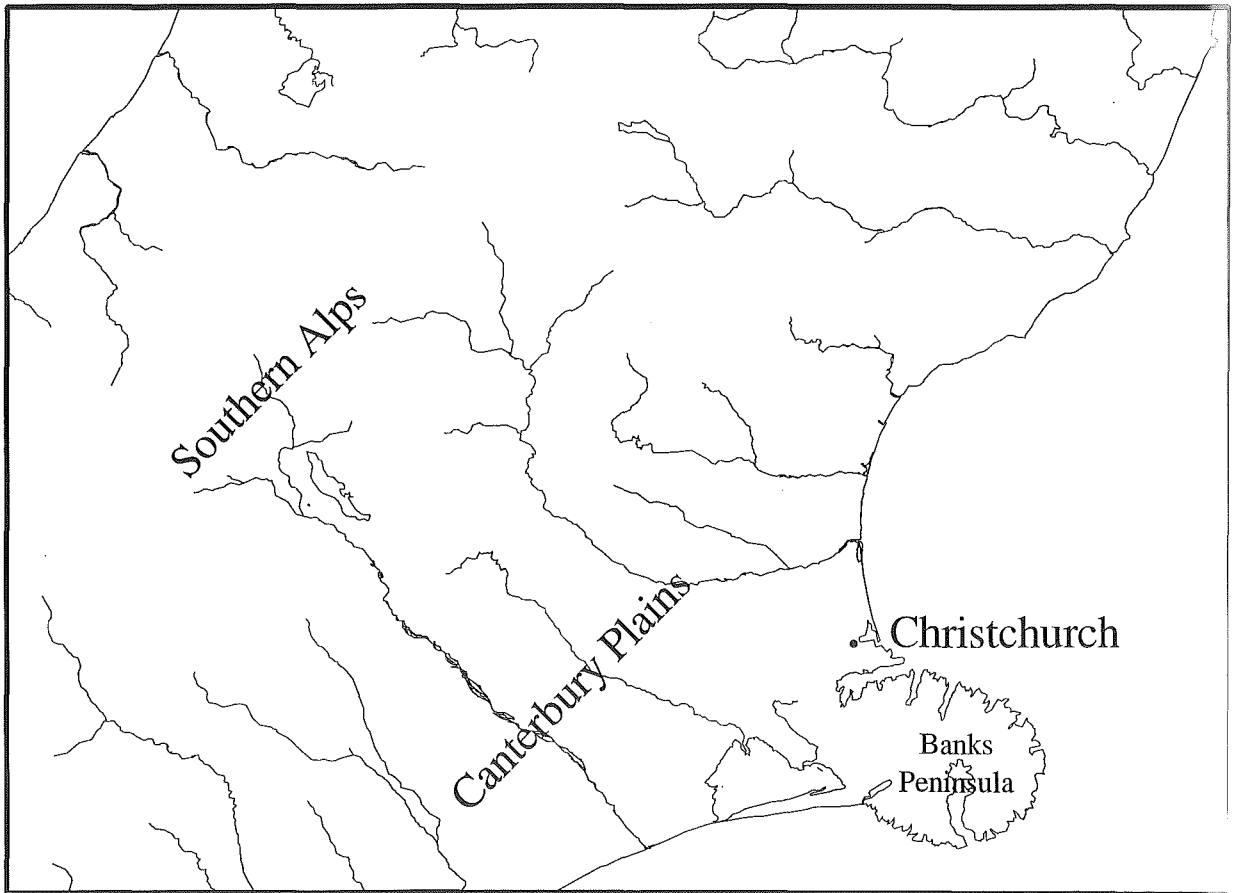 Southern Alps
Canterbury Plains
Christchurch
Banks
Peninsula